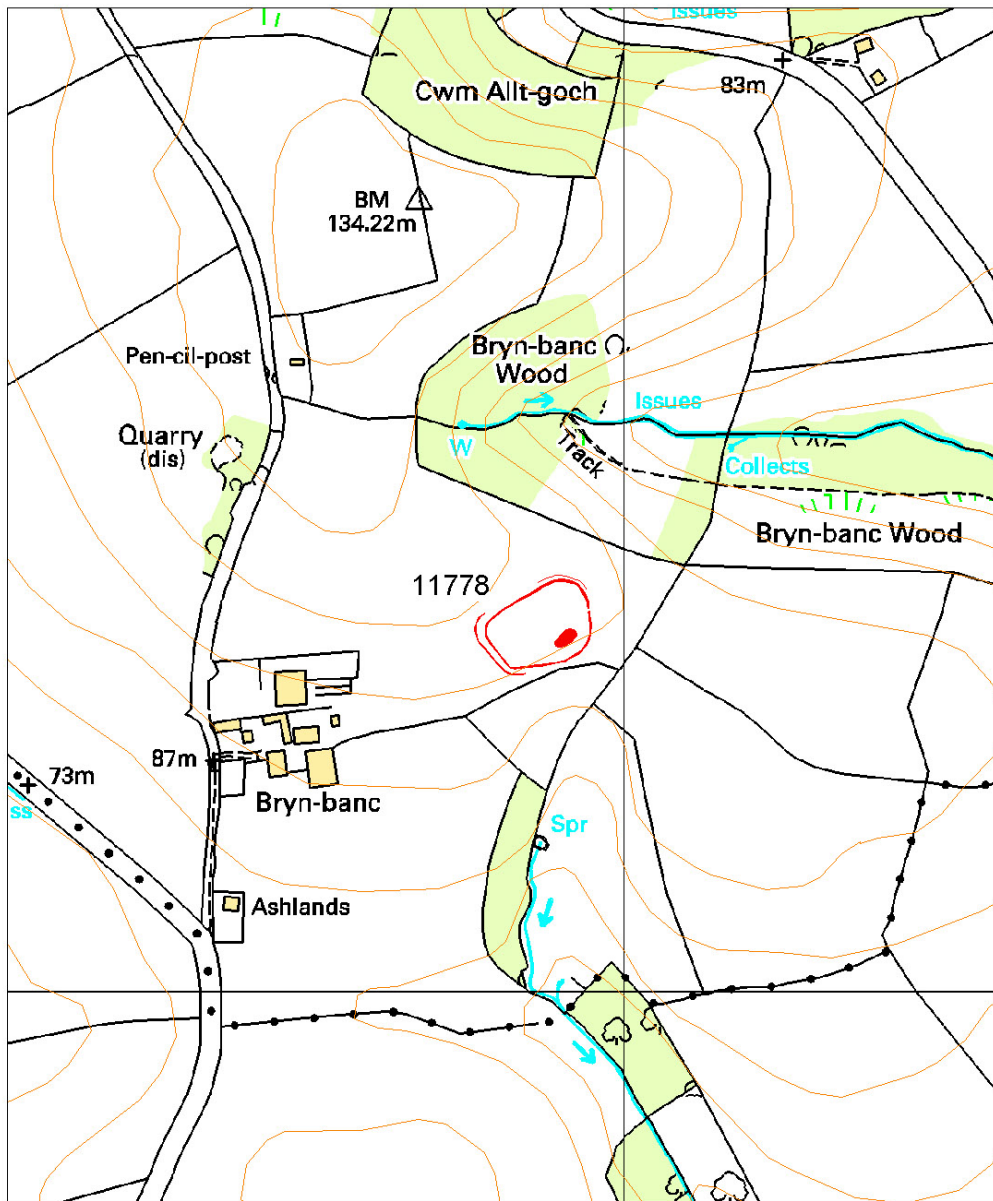 Issues
Cwm Allt-goch
83m
BM
134.22m
Pen-cil-post
Bryn-banc
Wood
Issues
Quarry
(dis)
W
Track
Collects
Bryn-banc Wood
11778
87m
73m
ss
Bryn-banc
Spr
Ashlands